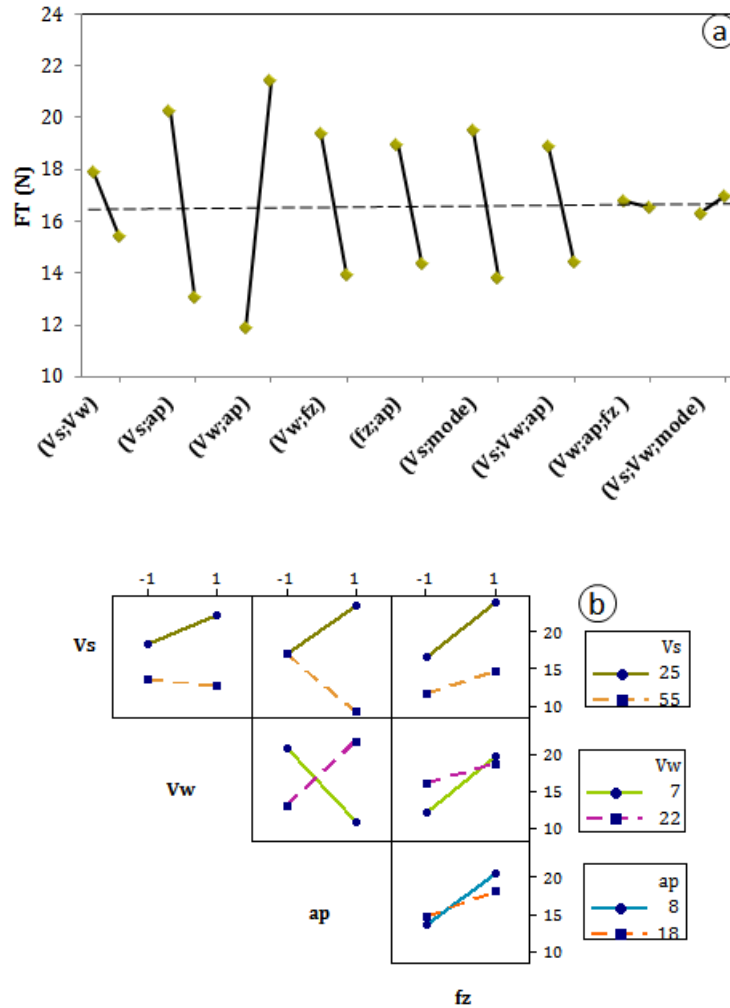 a
24
22
20
18
16
14
12
10
FT (N)
(Vs;Vw)
(Vs;ap)
(Vw;ap)
(Vw;fz)
(fz;ap)
(Vs;mode)
(Vs;Vw;ap)
(Vw;ap;fz )
(Vs;Vw;mode)
b
-1 1 -1 1 -1 1
Vs
20
15
10
Vs
25
55
Vw
20
15
10
Vw
7
22
ap
20
15
10
ap
8
18
fz